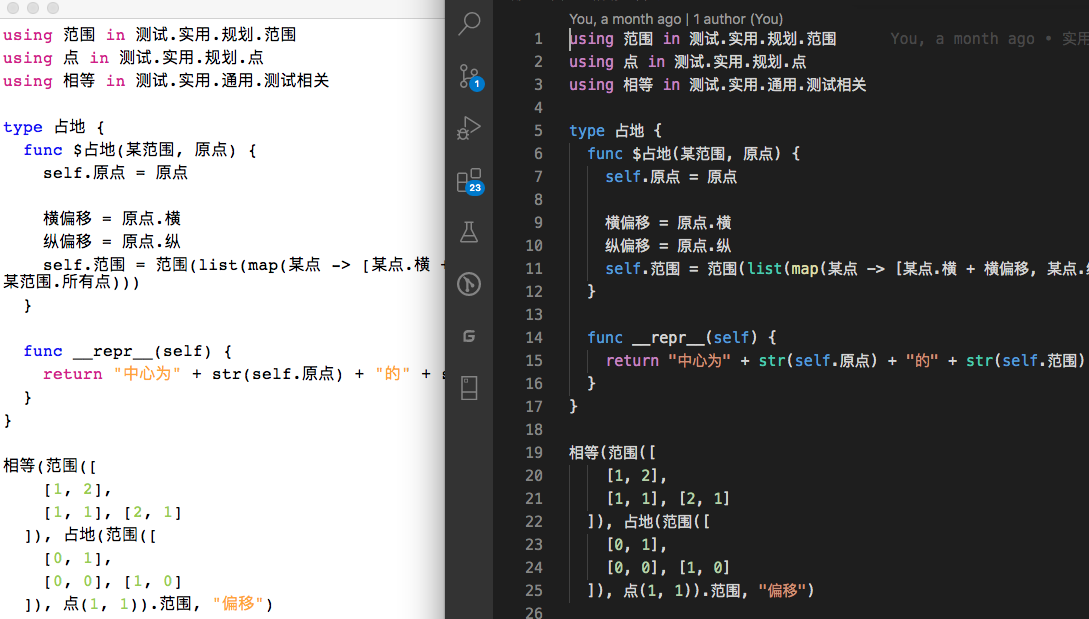 using 范围 in 测试.实用.规划.范围
using 点 in 测试.实用.规划.点
using 相等 in 测试.实用.通用.测试相关
type 占地 {
func $占地(某范围, 原点) {
self.原点 = 原点
横偏移 = 原点.横
纵偏移 = 原点.纵
self.范围 = 范围(list(map(某点 -> [某点.横 +
某范围.所有点)))
}
func __repr__(self) {
return "中心为" + str(self.原点) + "的" + s
}
}
相等(范围([
[1, 2],
[1, 1], [2, 1]
]), 占地(范围([
[0, 1],
[0, 0], [1, 0]
]), 点(1, 1)).范围, "偏移")
1
23
G
You, a month ago | 1 author (You)
1 using 范围 in 测试.实用.规划.范围 You, a month ago • 实用
2 using 点 in 测试.实用.规划.点
3 using 相等 in 测试.实用.通用.测试相关
4
5 type 占地 {
6 func $占地(某范围, 原点) {
7 self.原点 = 原点
8
9 横偏移 = 原点.横
10 纵偏移 = 原点.纵
11 self.范围 = 范围(list(map(某点 -> [某点.横 + 横偏移, 某点.纵
12 }
13
14 func __repr__(self) {
15 return "中心为" + str(self.原点) + "的" + str(self.范围)
16 }
17 }
18
19 相等(范围([
20 [1, 2],
21 [1, 1], [2, 1]
22 ]), 占地(范围([
23 [0, 1],
24 [0, 0], [1, 0]
25 ]), 点(1, 1)).范围, "偏移")
26